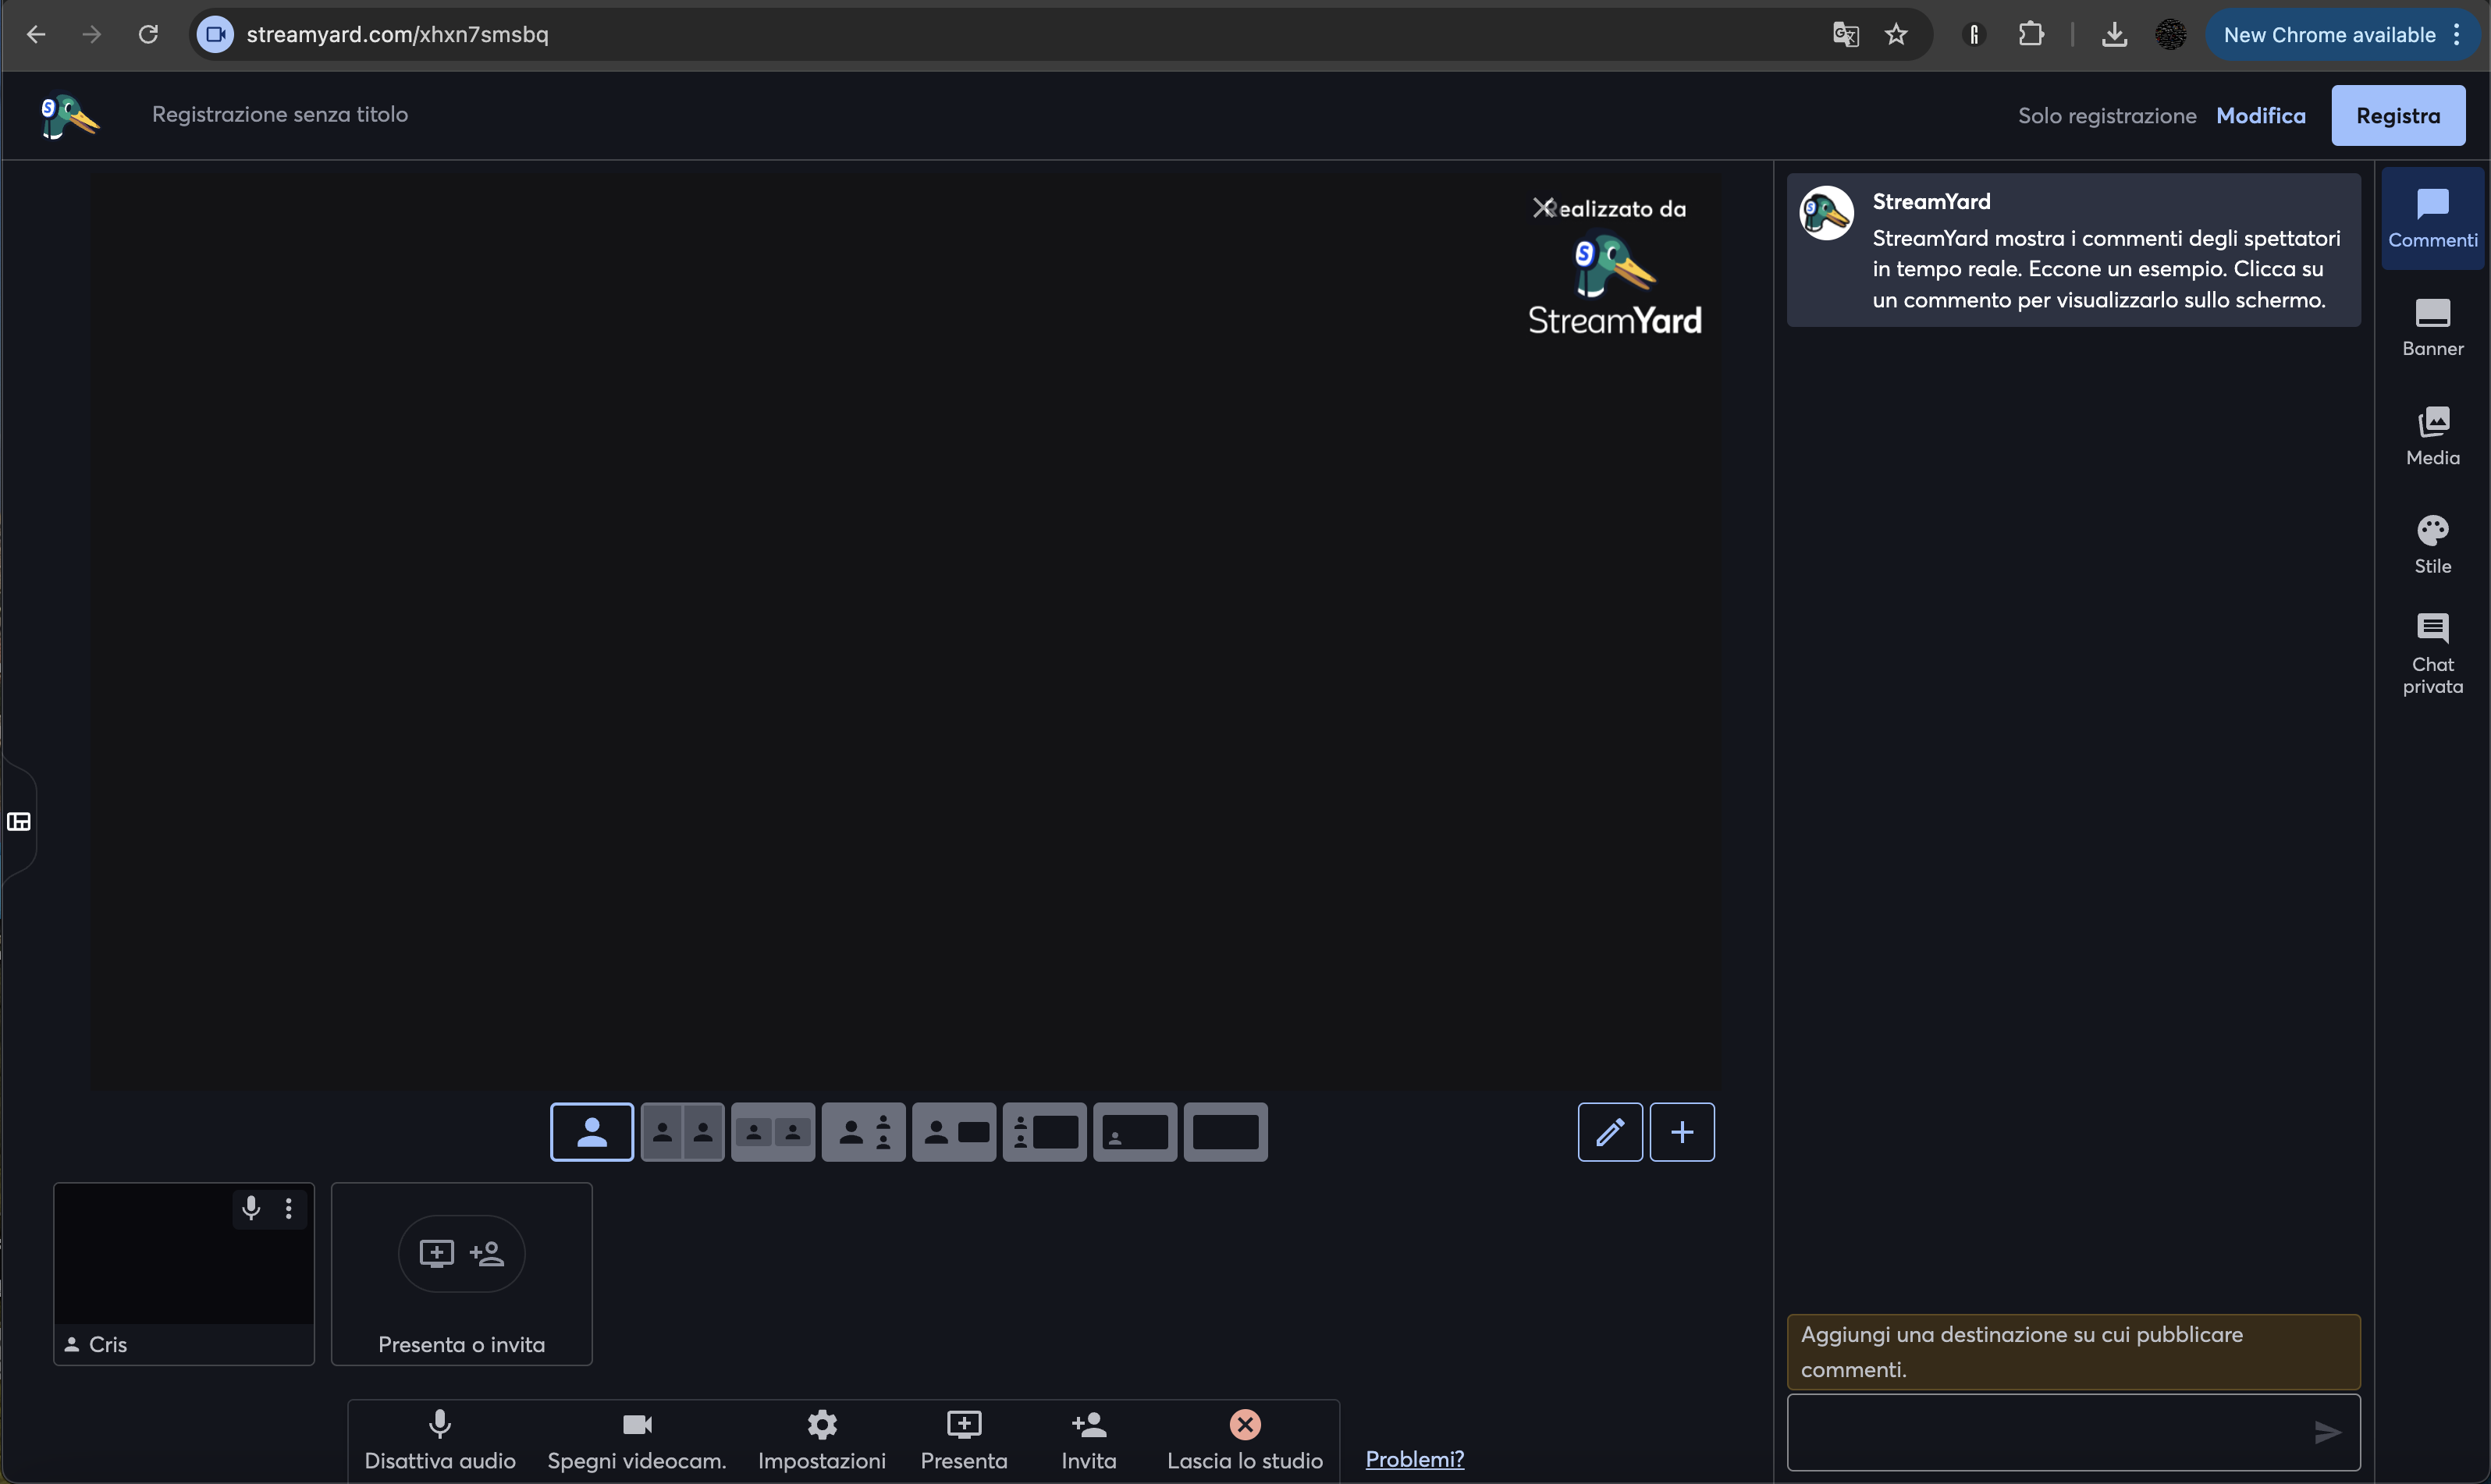 streamyard.com/xhxn7smsbq
New Chrome available
Registrazione senza titolo
Solo registrazione Modifica Registra
Realizzato da
StreamYard
StreamYard
StreamYard mostra i commenti degli spettatori
in tempo reale. Eccone un esempio. Clicca su
un commento per visualizzarlo sullo schermo.
Commenti
Banner
Media
Stile
Chat
privata
Cris
Presenta o invita
Aggiungi una destinazione su cui pubblicare
commenti.
Disattiva audio
Spegni videocam.
Impostazioni
Presenta
Invita
Lascia lo studio
Problemi?